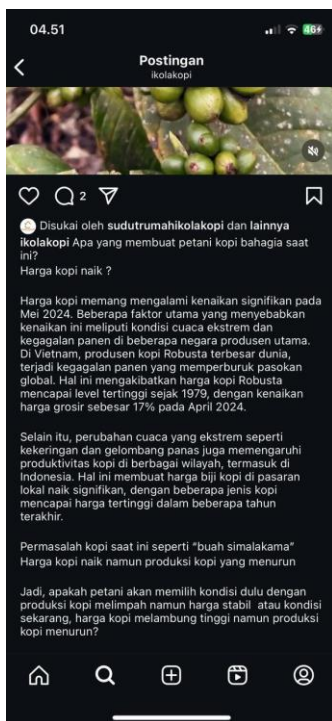 04.51
46
Postingan
ikolakopi
2
Disukai oleh sudutrumahikolakopi dan lainnya
ikolakopi Apa yang membuat petani kopi bahagia saat
ini?
Harga kopi naik ?
Harga kopi memang mengalami kenaikan signifikan pada
Mei 2024. Beberapa faktor utama yang menyebabkan
kenaikan ini meliputi kondisi cuaca ekstrem dan
kegagalan panen di beberapa negara produsen utama.
Di Vietnam, produsen kopi Robusta terbesar dunia,
terjadi kegagalan panen yang memperburuk pasokan
global. Hal ini mengakibatkan harga kopi Robusta
mencapai level tertinggi sejak 1979, dengan kenaikan
harga grosir sebesar 17% pada April 2024.
Selain itu, perubahan cuaca yang ekstrem seperti
kekeringan dan gelombang panas juga memengaruhi
produktivitas kopi di berbagai wilayah, termasuk di
Indonesia. Hal ini membuat harga biji kopi di pasaran
lokal naik signifikan, dengan beberapa jenis kopi
mencapai harga tertinggi dalam beberapa tahun
terakhir.
Permasalah kopi saat ini seperti “buah simalakama”
Harga kopi naik namun produksi kopi yang menurun
Jadi, apakah petani akan memilih kondisi dulu dengan
produksi kopi melimpah namun harga stabil atau kondisi
sekarang, harga kopi melambung tinggi namun produksi
kopi menurun?